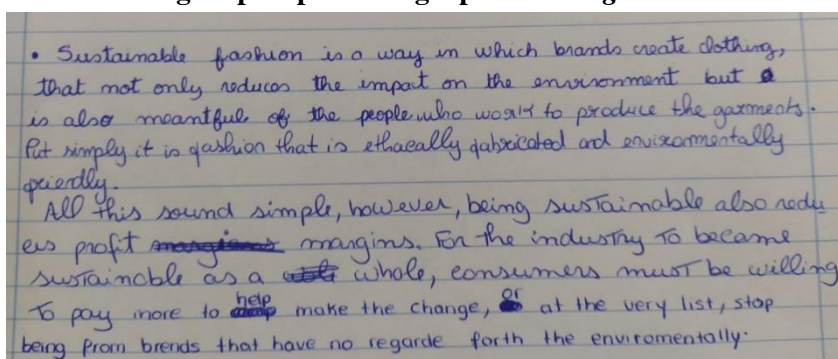 • Sustainable fashion is a way in which brands create clothing,
that not only reduces the impact on the environment but
is also meantful of the people who work to produce the garments.
Put simply it is fashion that is ethaeally fabricated and envixonmentally
friendly.
All this sound simple, however, being sustainable also redu
ces profit margins. For the industry to became
sustainable as a whole, consumers must be willing
to pay more to help make the change, or at the very list, stop
being from brends that have no regarde forth the enviromentally.